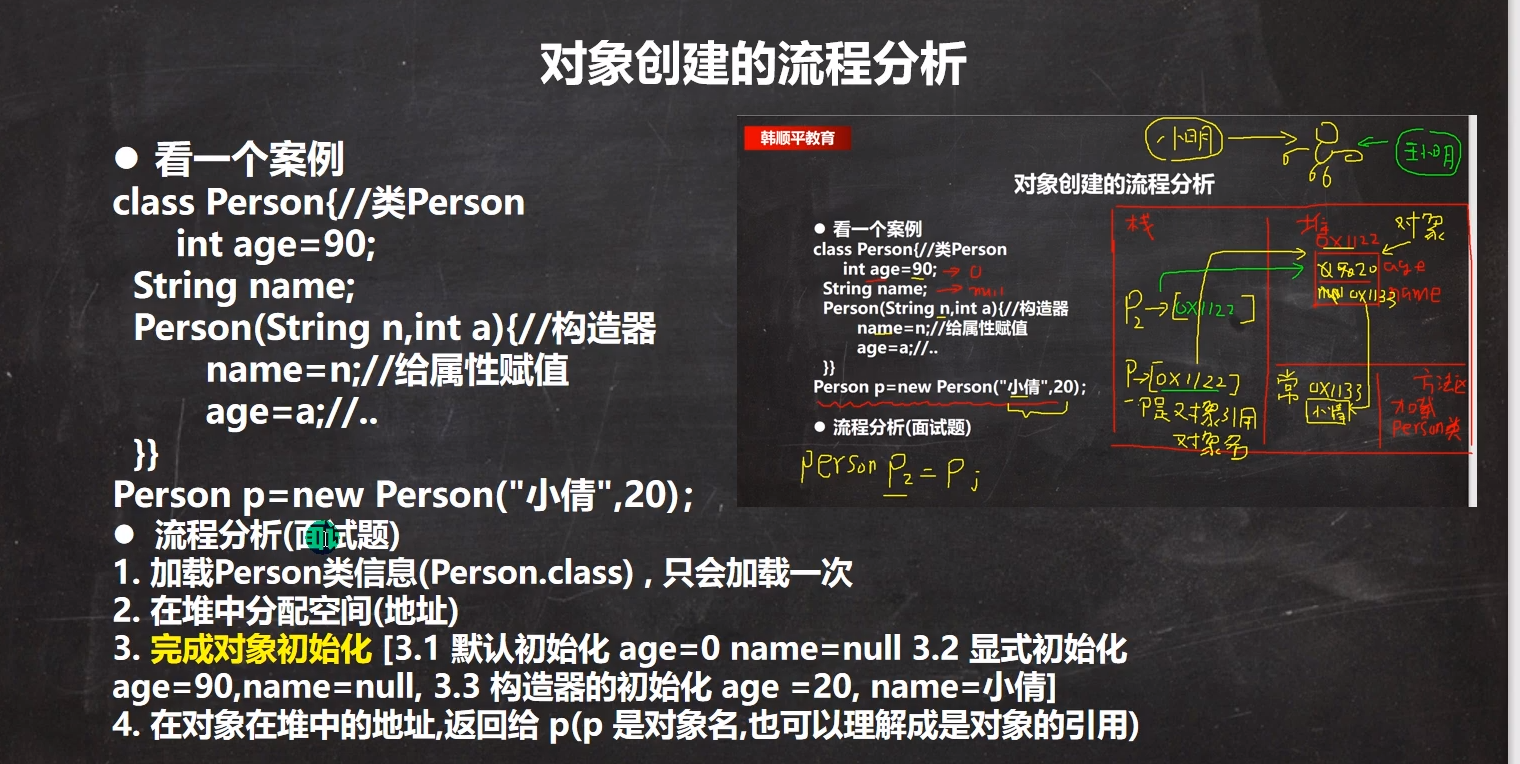 对象创建的流程分析
● 看一个案例
class Person{//类Person
int age=90;
String name;
Person(String n,int a){//构造器
name=n;//给属性赋值
age=a;//..
}}
Person p=new Person("小倩",20);
● 流程分析(面试题)
1. 加载Person类信息(Person.class) , 只会加载一次
2. 在堆中分配空间(地址)
3. 完成对象初始化 [3.1 默认初始化 age=0 name=null 3.2 显式初始化
age=90,name=null, 3.3 构造器的初始化 age =20, name=小倩]
4. 在对象在堆中的地址,返回给 p(p 是对象名,也可以理解成是对象的引用)
韩顺平教育
小明
王小明
对象创建的流程分析
● 看一个案例
class Person{//类Person
int age=90; → 0
String name; → null
Person(String n,int a){//构造器
name=n;//给属性赋值
age=a;//..
}}
Person p=new Person("小倩",20);
● 流程分析(面试题)
person p2 = p;
栈
堆
对象
0x1122
20 age
null 0x1133 name
p2→[0x1122]
p→[0x1122]
p是对象引用
对象名
常
0x1133
小倩
方法区
加载
Person类